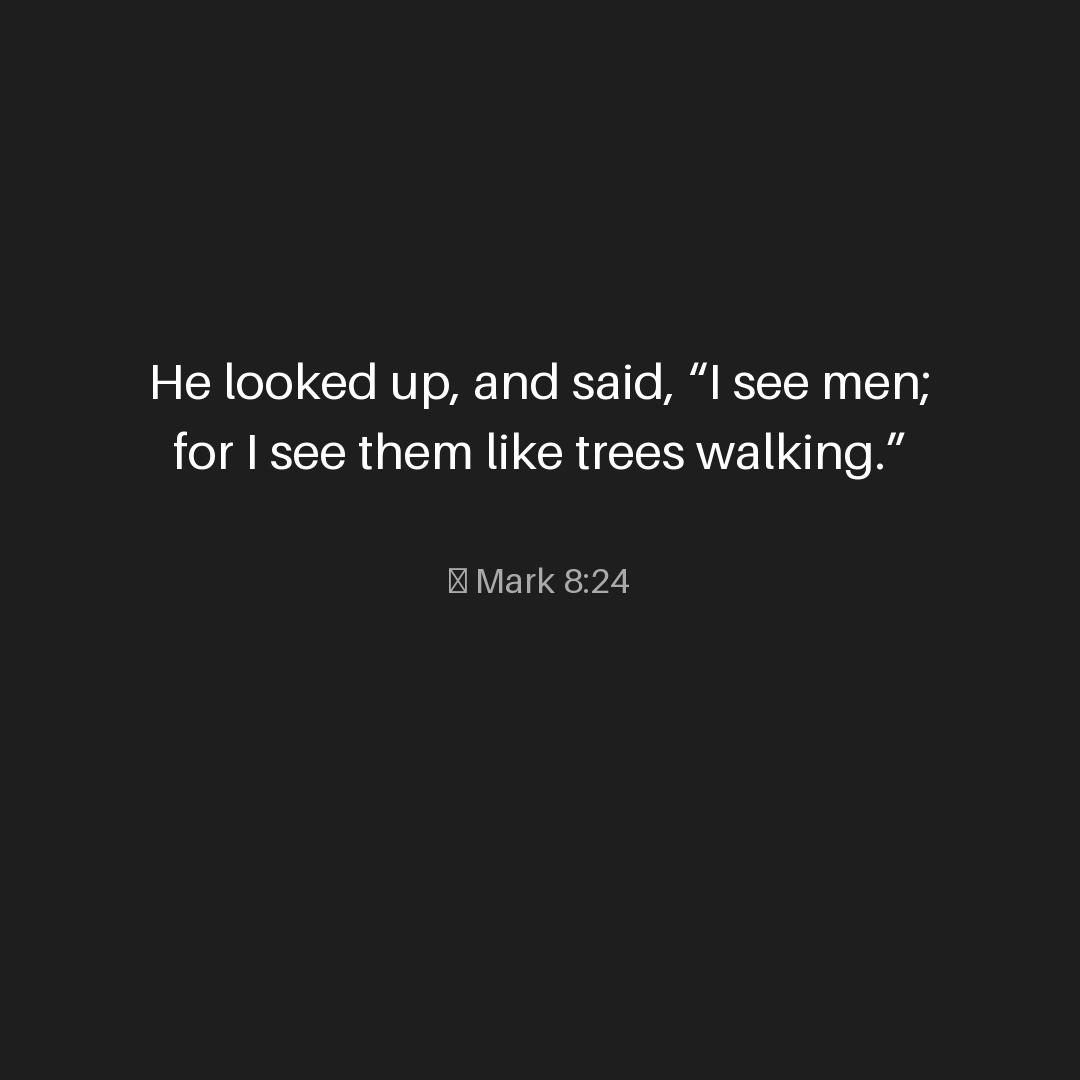 He looked up, and said, “I see men;
for I see them like trees walking.”
Mark 8:24